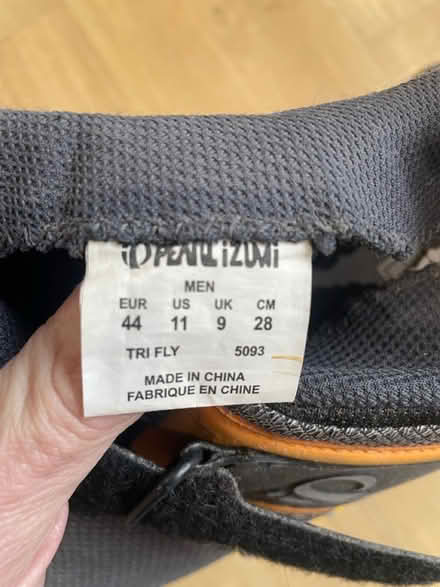 PEARL iZUMi
MEN
EUR US UK CM
44 11 9 28
TRI FLY 5093
MADE IN CHINA
FABRIQUE EN CHINE